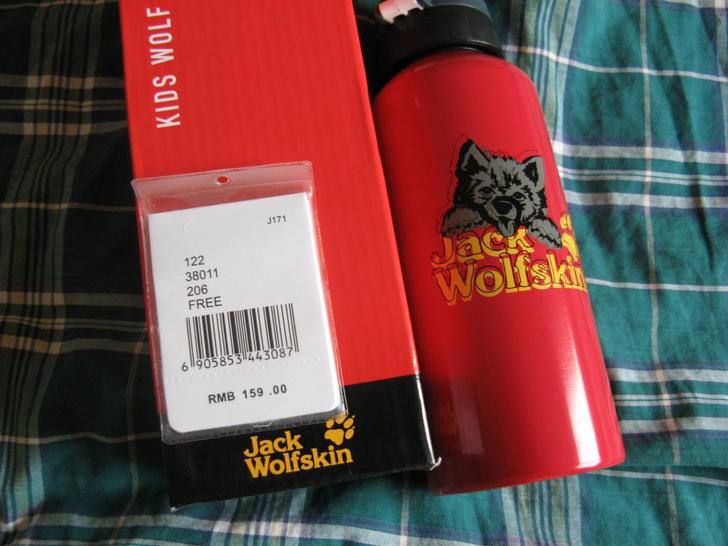 KIDS WOLF
J171
122
38011
206
FREE
6 905853 443087
RMB 159 .00
Jack
Wolfskin
Jack
Wolfskin